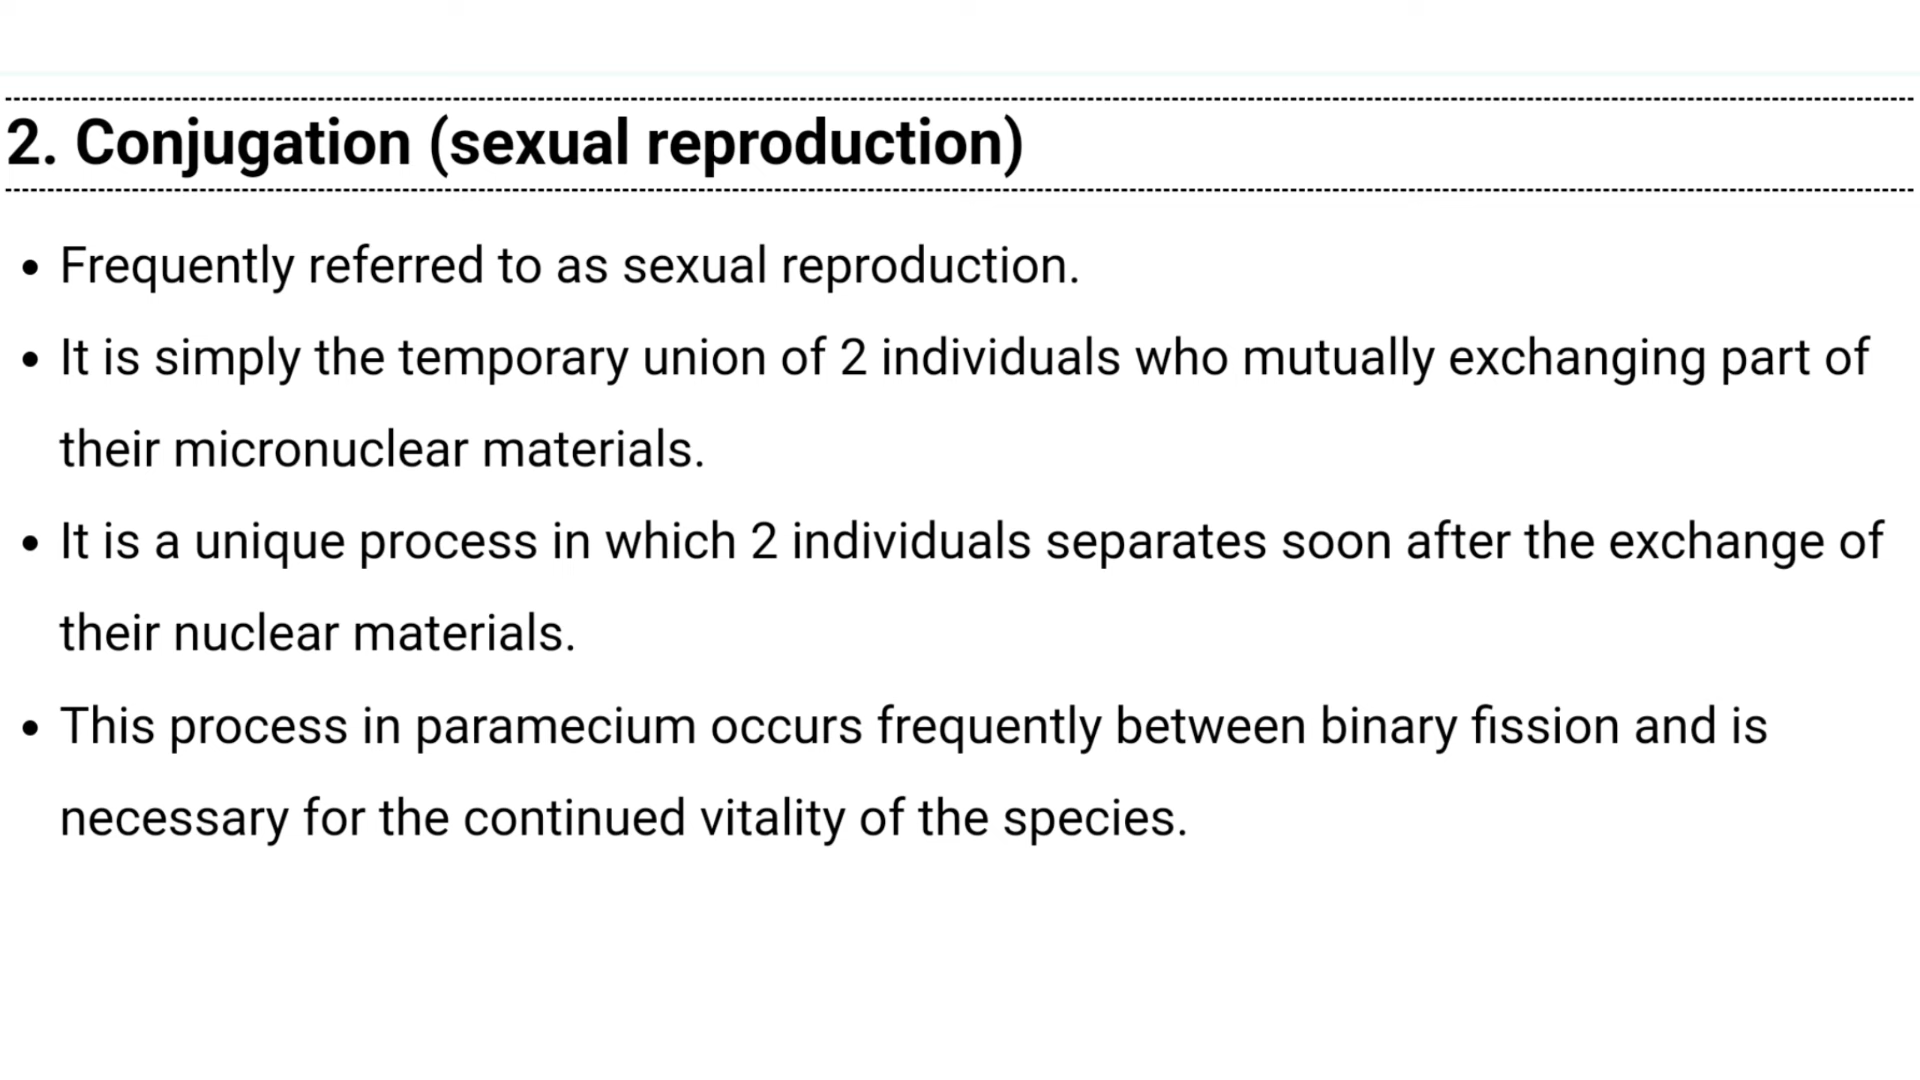 2. Conjugation (sexual reproduction)
• Frequently referred to as sexual reproduction.
• It is simply the temporary union of 2 individuals who mutually exchanging part of
their micronuclear materials.
• It is a unique process in which 2 individuals separates soon after the exchange of
their nuclear materials.
• This process in paramecium occurs frequently between binary fission and is
necessary for the continued vitality of the species.